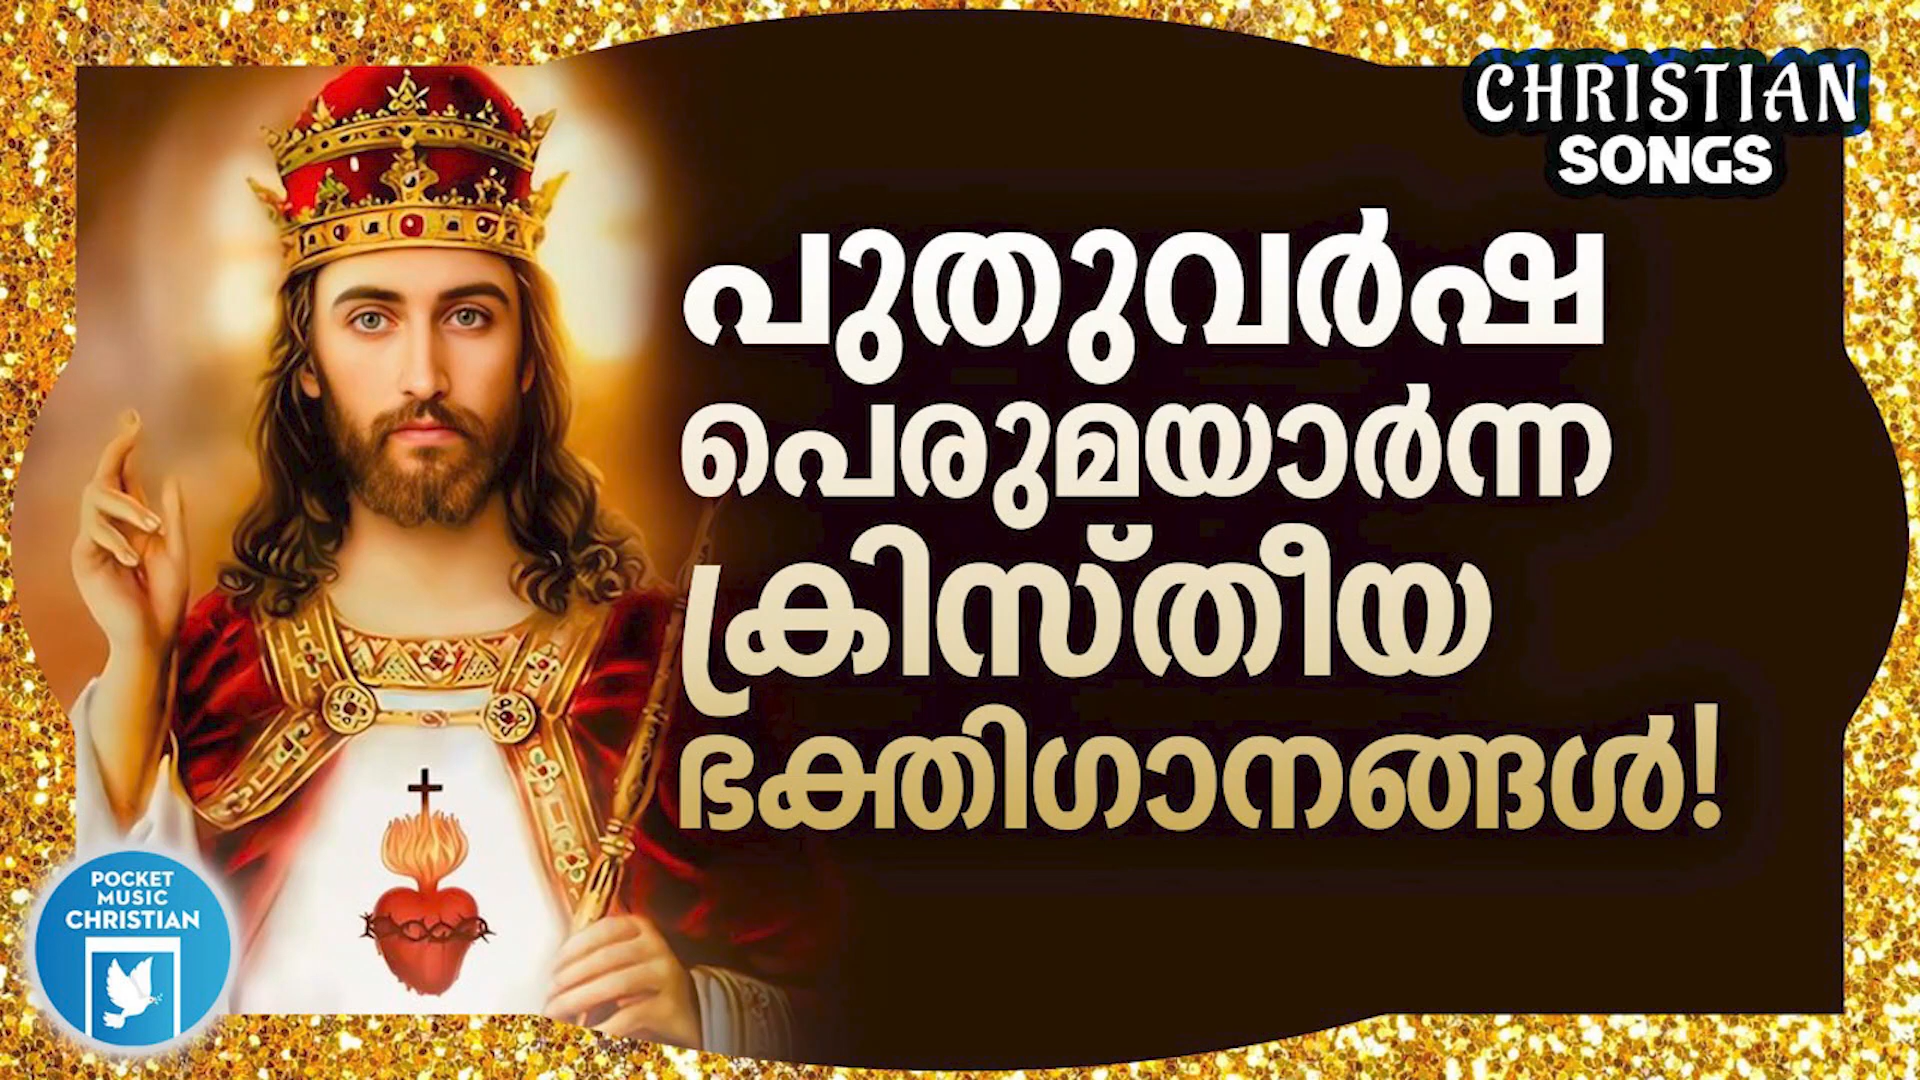 CHRISTIAN
SONGS
പുതുവർഷ
പെരുമയാർന്ന
ക്രിസ്തീയ
ഭക്തിഗാനങ്ങൾ!
POCKET
MUSIC
CHRISTIAN